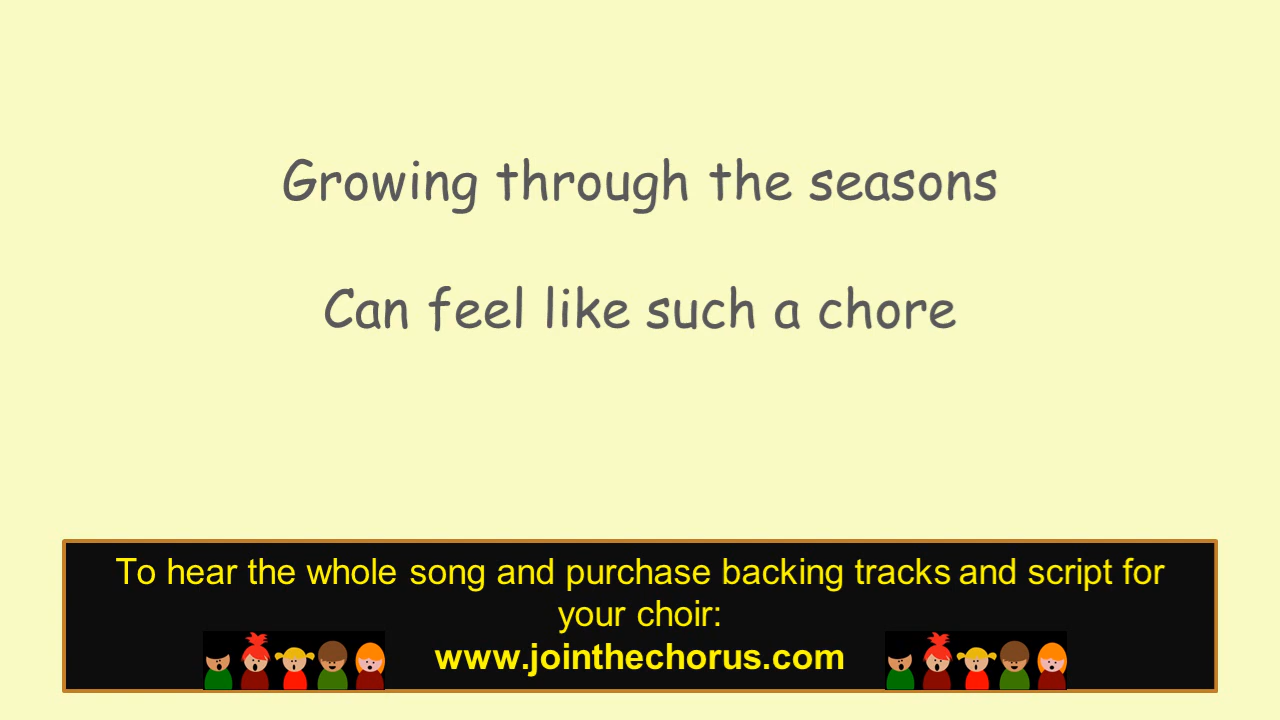 Growing through the seasons
Can feel like such a chore
To hear the whole song and purchase backing tracks and script for
your choir:
www.jointhechorus.com